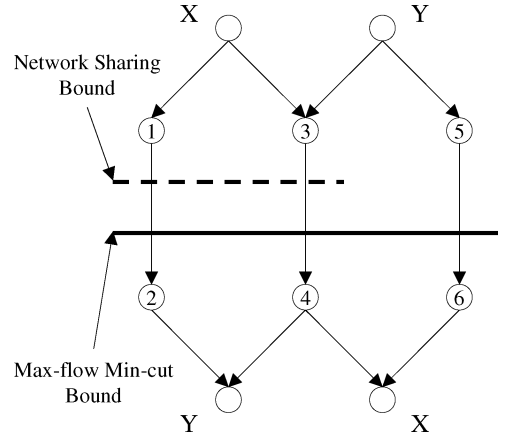 X
Y
Network Sharing
Bound
1
3
5
2
4
6
Max-flow Min-cut
Bound
Y
X